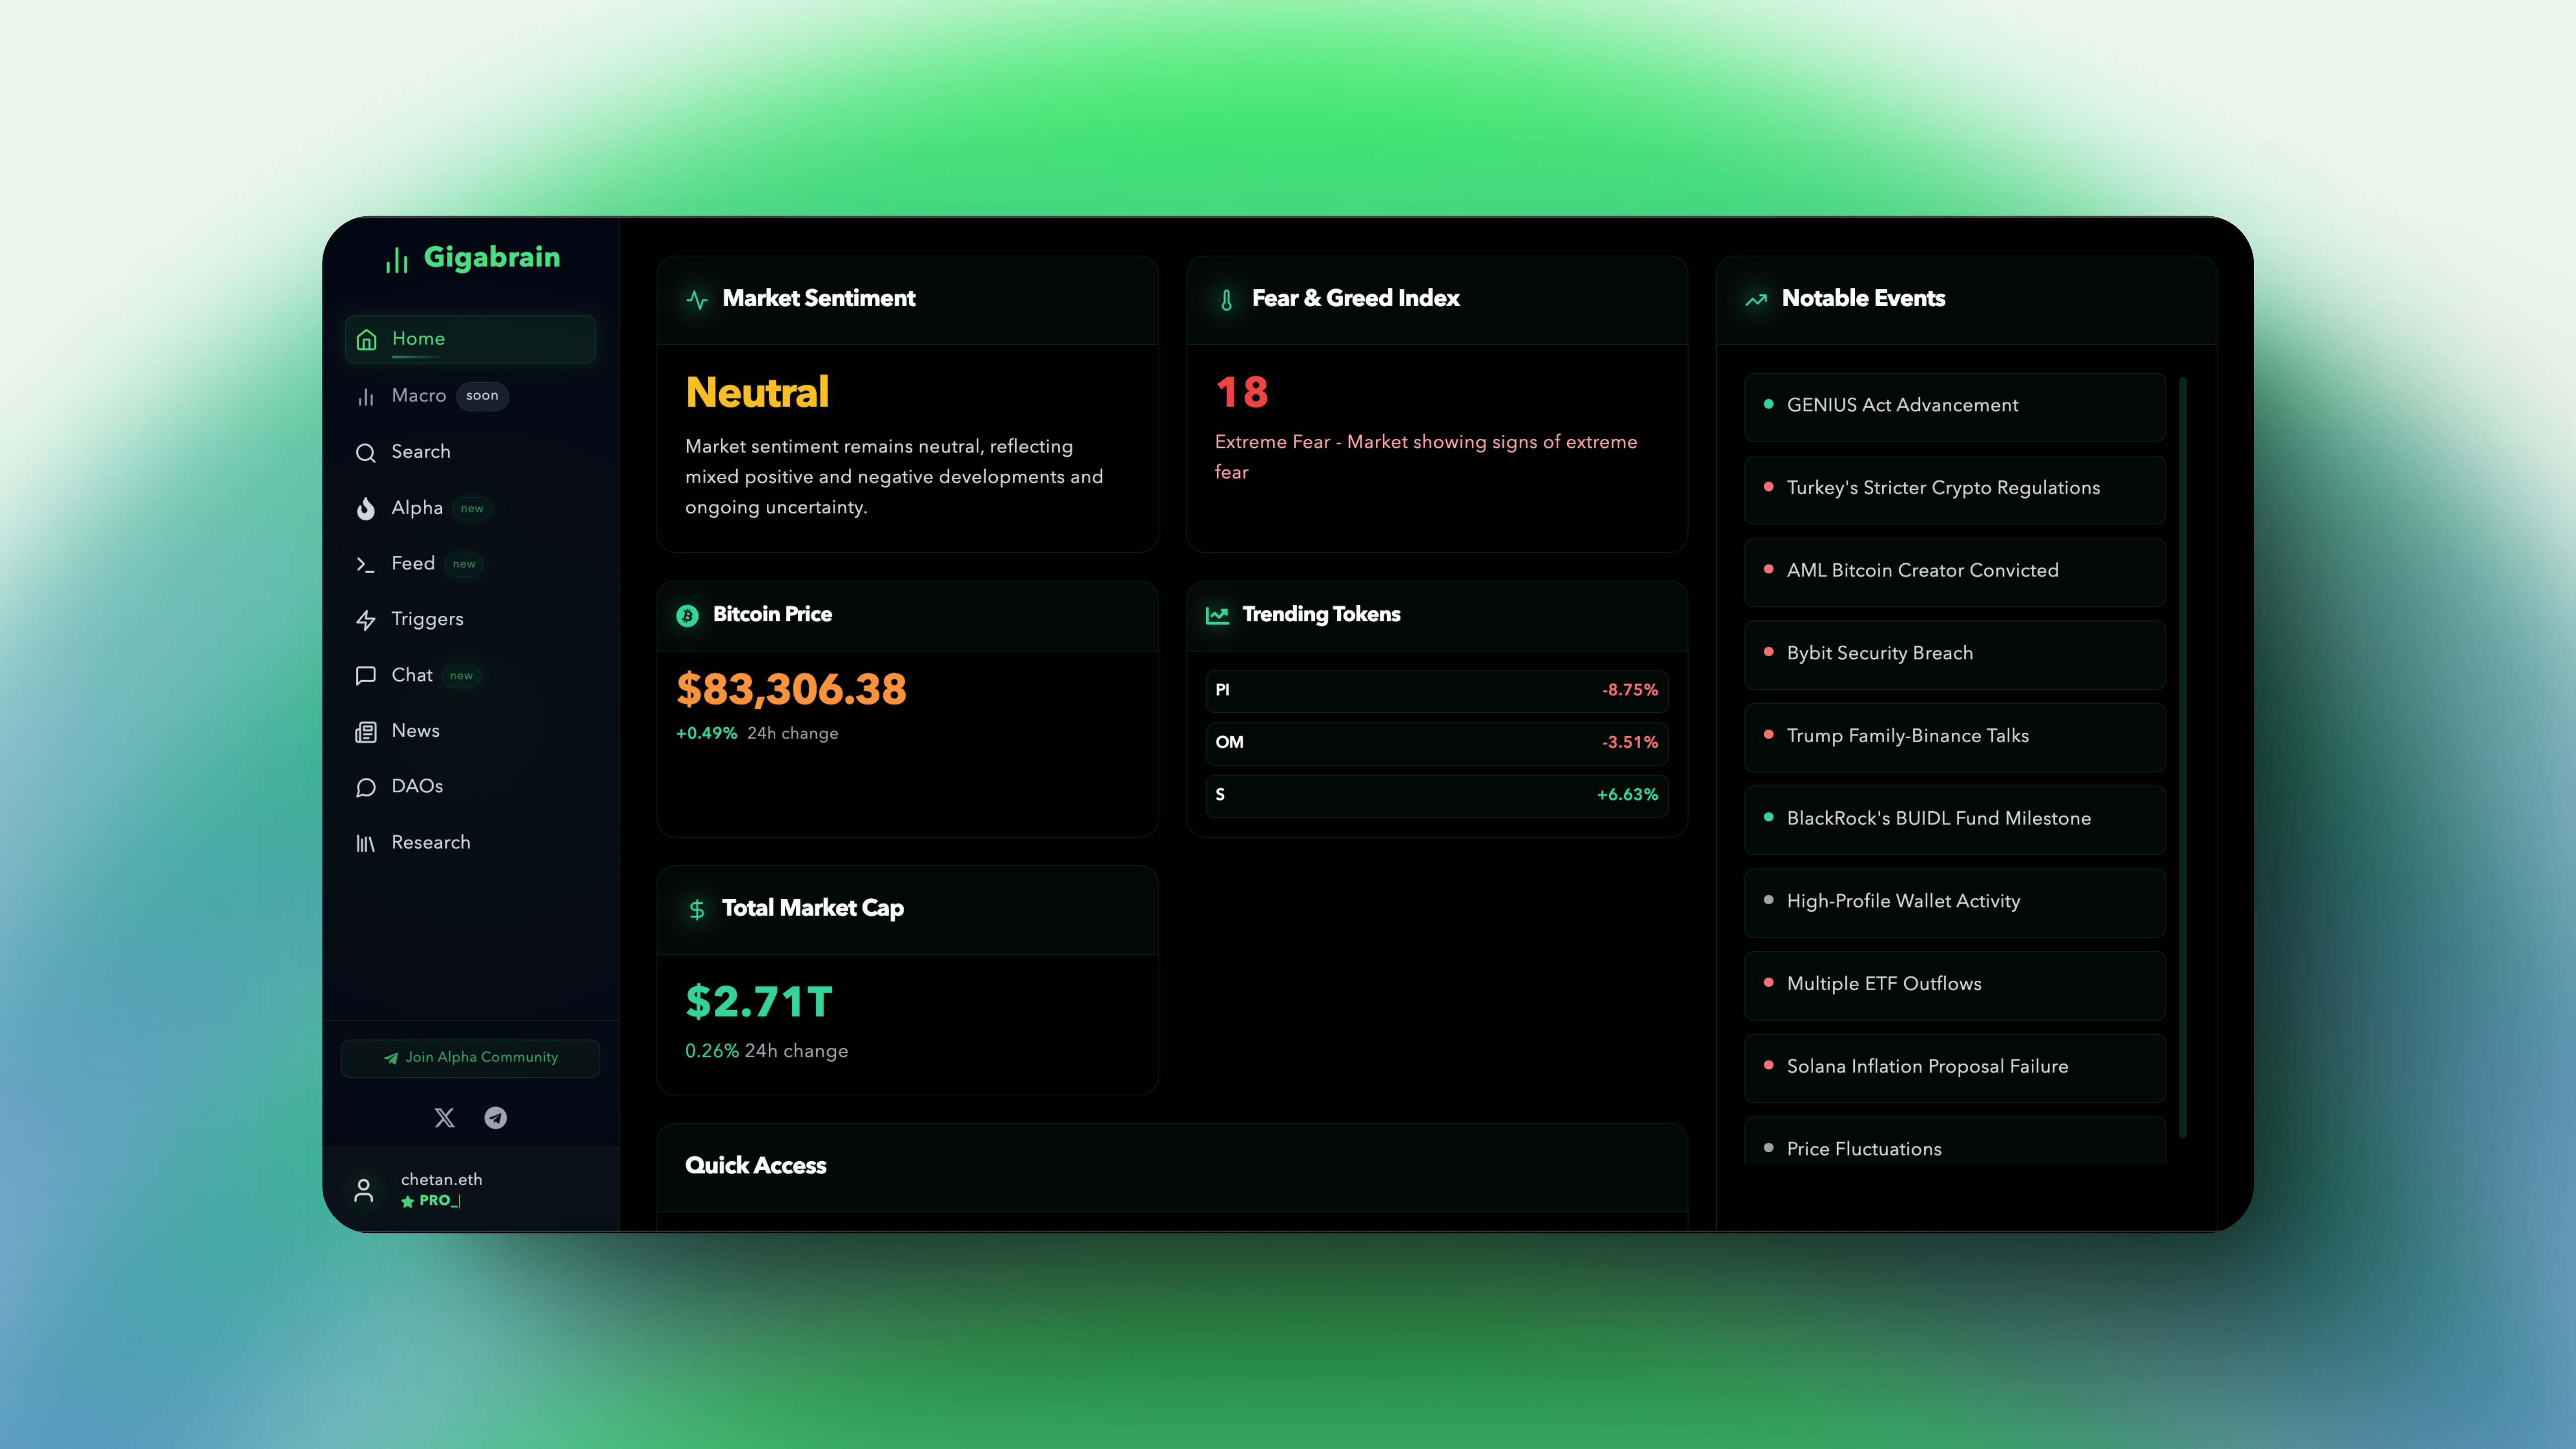 Gigabrain
Home
Macro soon
Search
Alpha new
Feed new
Triggers
Chat new
News
DAOs
Research
Join Alpha Community
chetan.eth
PRO_|
Market Sentiment
Neutral
Market sentiment remains neutral, reflecting
mixed positive and negative developments and
ongoing uncertainty.
Fear & Greed Index
18
Extreme Fear - Market showing signs of extreme
fear
Bitcoin Price
$83,306.38
+0.49% 24h change
Trending Tokens
PI -8.75%
OM -3.51%
S +6.63%
Total Market Cap
$2.71T
0.26% 24h change
Quick Access
Notable Events
GENIUS Act Advancement
Turkey's Stricter Crypto Regulations
AML Bitcoin Creator Convicted
Bybit Security Breach
Trump Family-Binance Talks
BlackRock's BUIDL Fund Milestone
High-Profile Wallet Activity
Multiple ETF Outflows
Solana Inflation Proposal Failure
Price Fluctuations